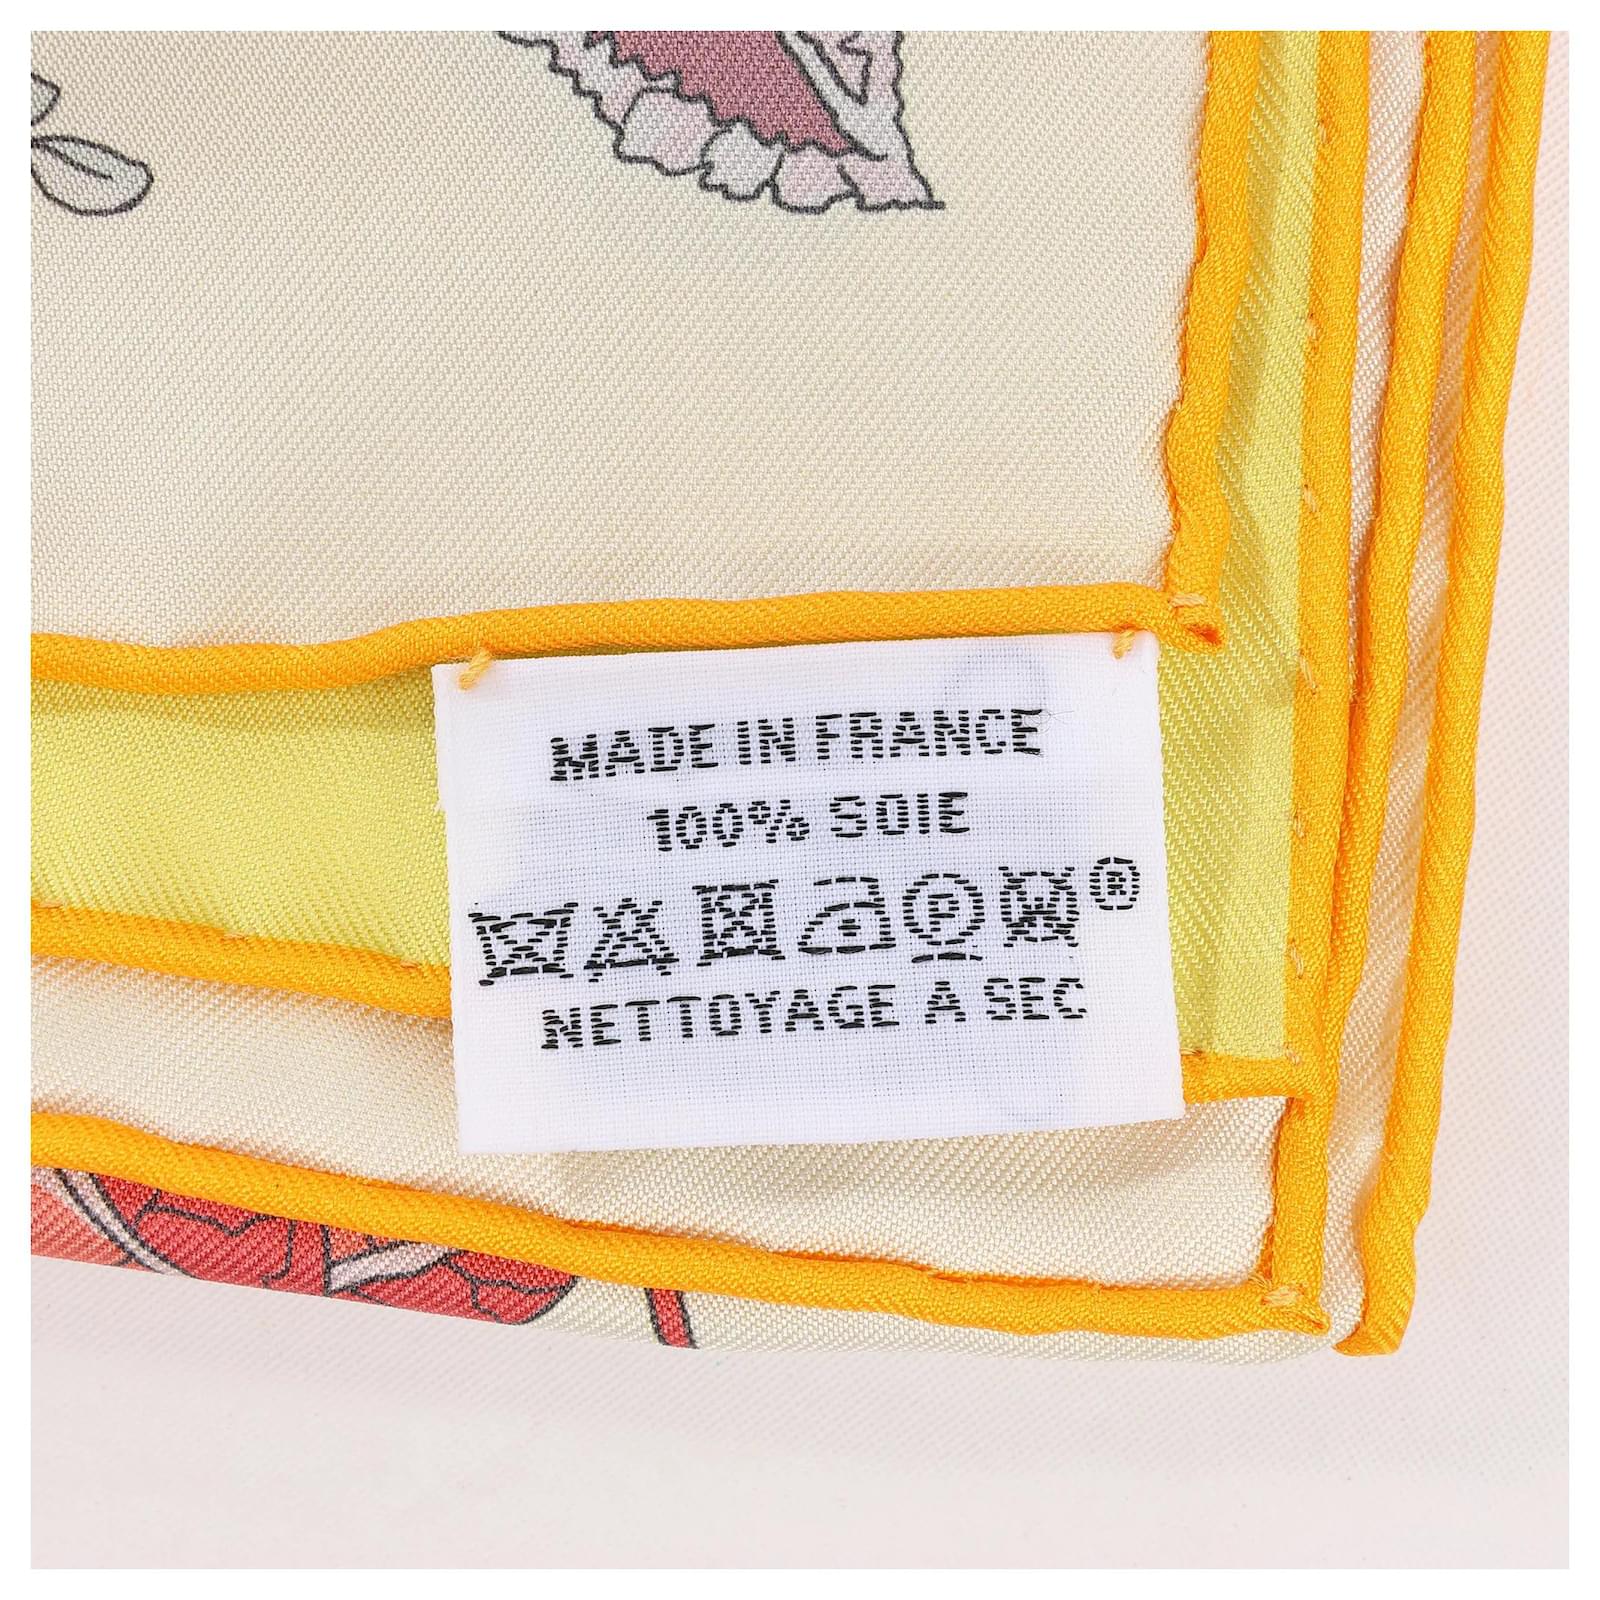 MADE IN FRANCE
100% SOIE
P ®
NETTOYAGE A SEC